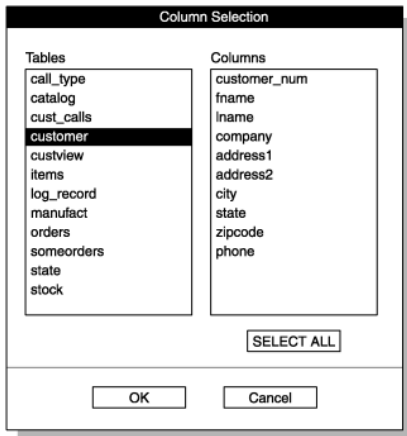 Column Selection
Tables
call_type
catalog
cust_calls
customer
custview
items
log_record
manufact
orders
someorders
state
stock
Columns
customer_num
fname
lname
company
address1
address2
city
state
zipcode
phone
SELECT ALL
OK
Cancel